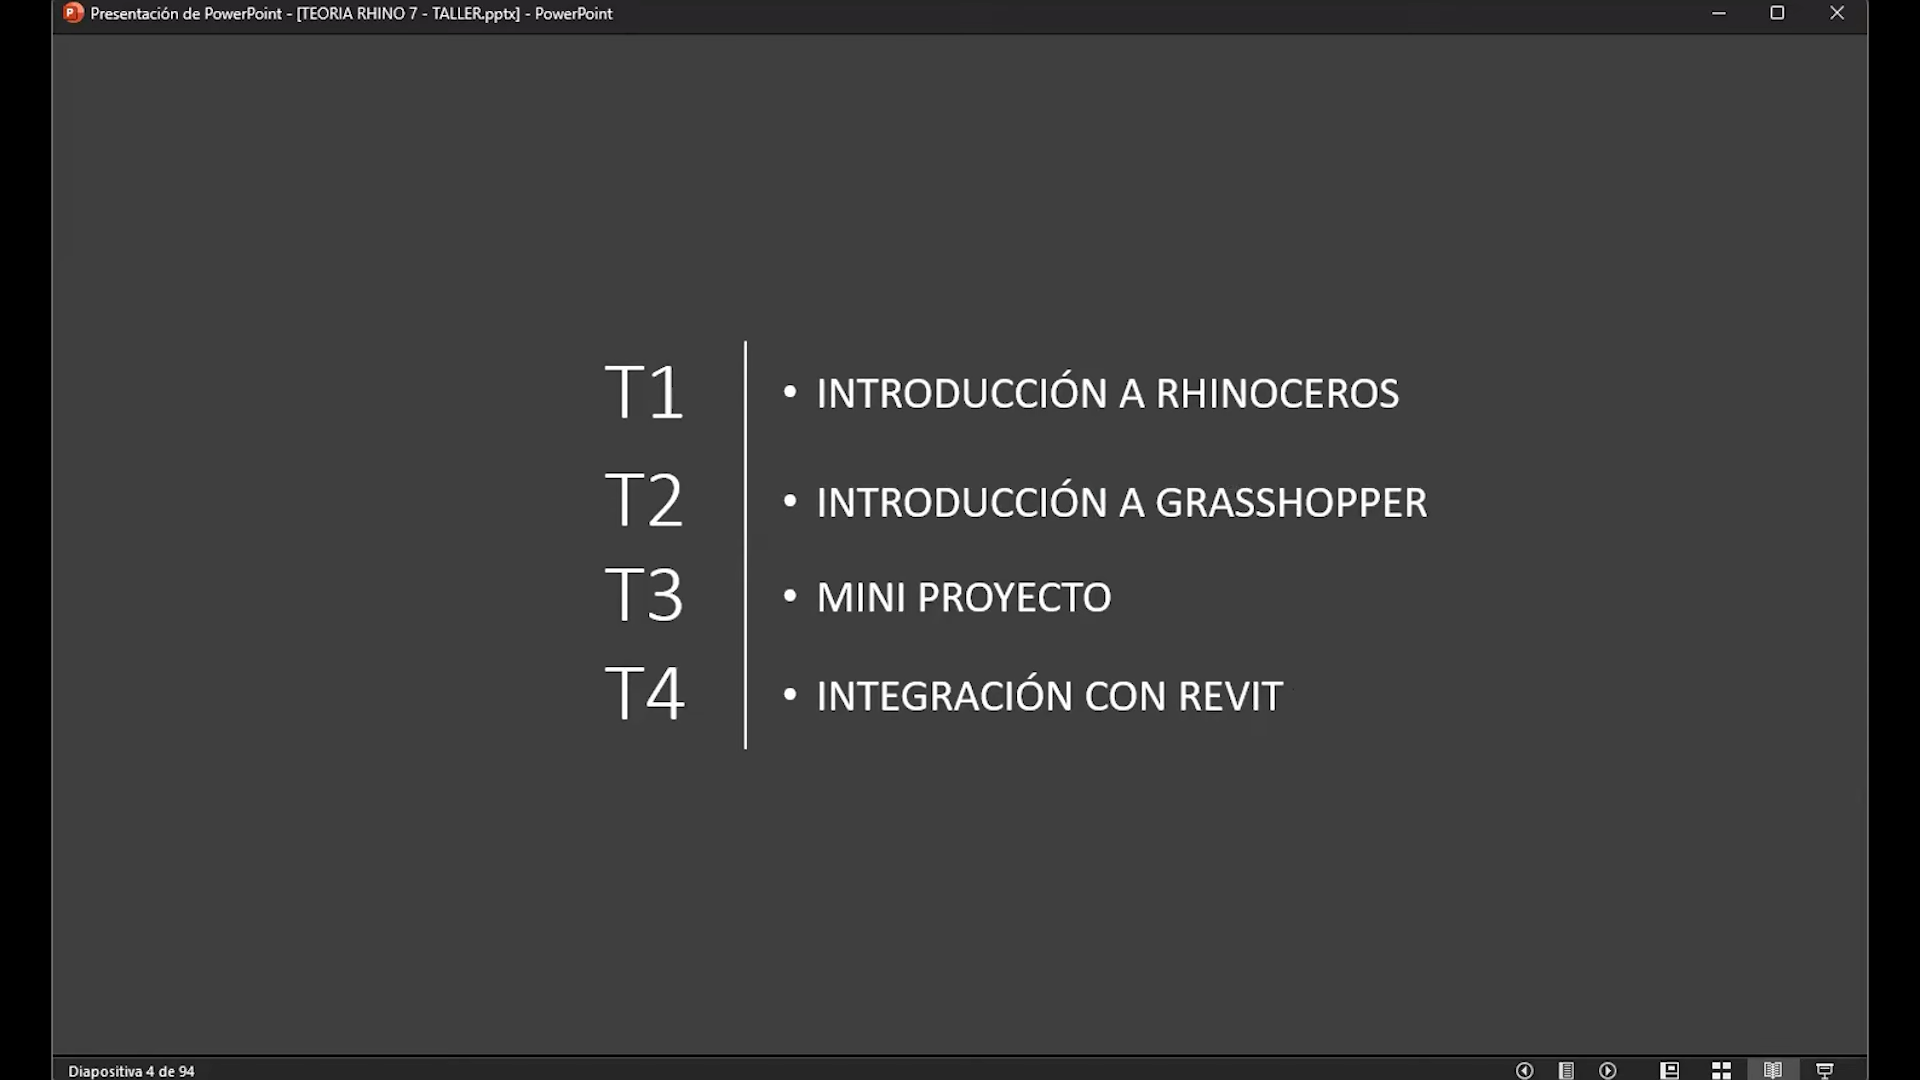 Presentación de PowerPoint - [TEORIA RHINO 7 - TALLER.pptx] - PowerPoint
T1 • INTRODUCCIÓN A RHINOCEROS
T2 • INTRODUCCIÓN A GRASSHOPPER
T3 • MINI PROYECTO
T4 • INTEGRACIÓN CON REVIT
Diapositiva 4 de 94